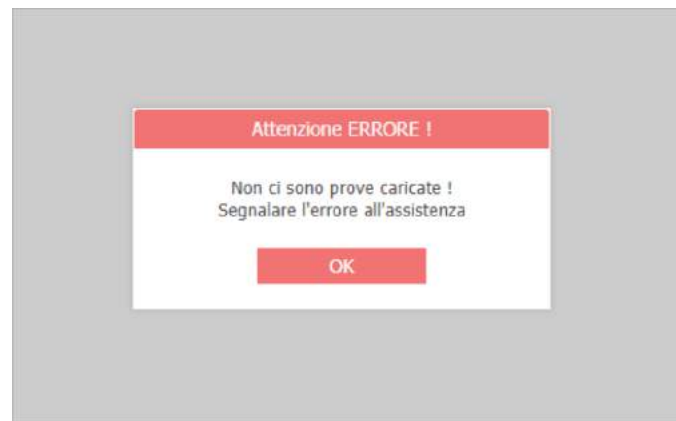 Attenzione ERRORE !
Non ci sono prove caricate !
Segnalare l'errore all'assistenza
OK